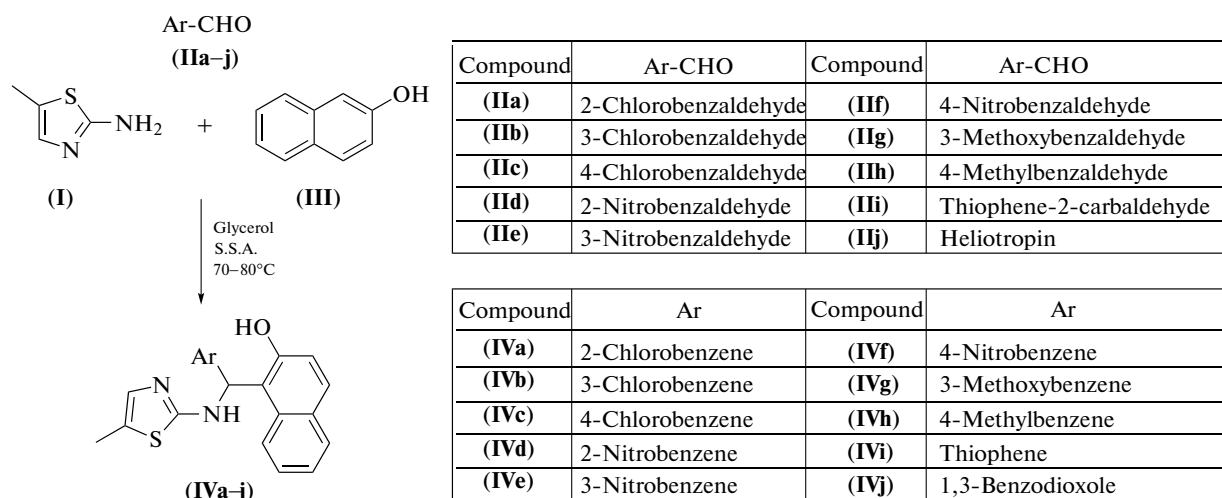 Ar-CHO
(IIa–j)
S
N
NH2
+
OH
(I)
(III)
Glycerol
S.S.A.
70–80°C
HO
Ar
N
NH
S
(IVa–j)
Compound Ar-CHO Compound Ar-CHO
(IIa) 2-Chlorobenzaldehyde (IIf) 4-Nitrobenzaldehyde
(IIb) 3-Chlorobenzaldehyde (IIg) 3-Methoxybenzaldehyde
(IIc) 4-Chlorobenzaldehyde (IIh) 4-Methylbenzaldehyde
(IId) 2-Nitrobenzaldehyde (IIi) Thiophene-2-carbaldehyde
(IIe) 3-Nitrobenzaldehyde (IIj) Heliotropin
Compound Ar Compound Ar
(IVa) 2-Chlorobenzene (IVf) 4-Nitrobenzene
(IVb) 3-Chlorobenzene (IVg) 3-Methoxybenzene
(IVc) 4-Chlorobenzene (IVh) 4-Methylbenzene
(IVd) 2-Nitrobenzene (IVi) Thiophene
(IVe) 3-Nitrobenzene (IVj) 1,3-Benzodioxole